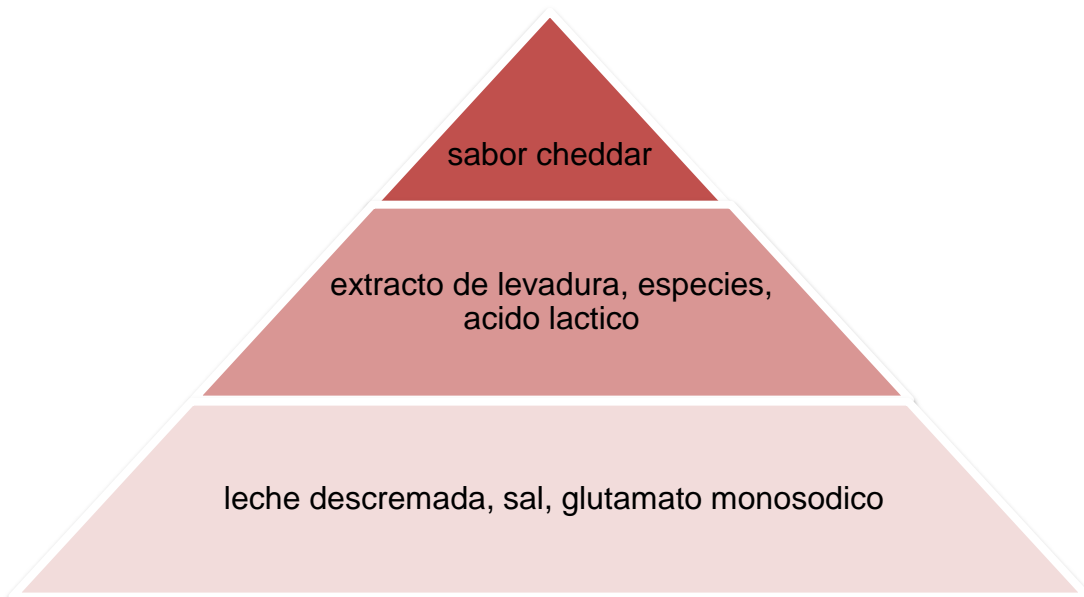 sabor cheddar
extracto de levadura, especies,
acido lactico
leche descremada, sal, glutamato monosodico